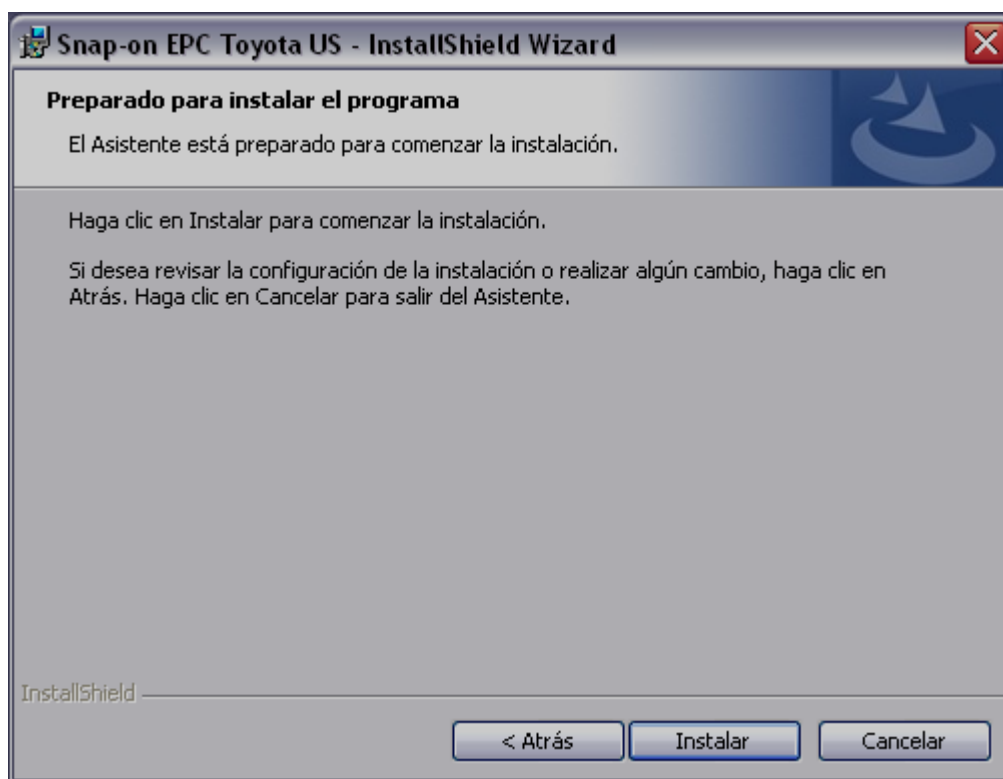 Snap-on EPC Toyota US - InstallShield Wizard
Preparado para instalar el programa
El Asistente está preparado para comenzar la instalación.
Haga clic en Instalar para comenzar la instalación.
Si desea revisar la configuración de la instalación o realizar algún cambio, haga clic en
Atrás. Haga clic en Cancelar para salir del Asistente.
InstallShield
< Atrás
Instalar
Cancelar